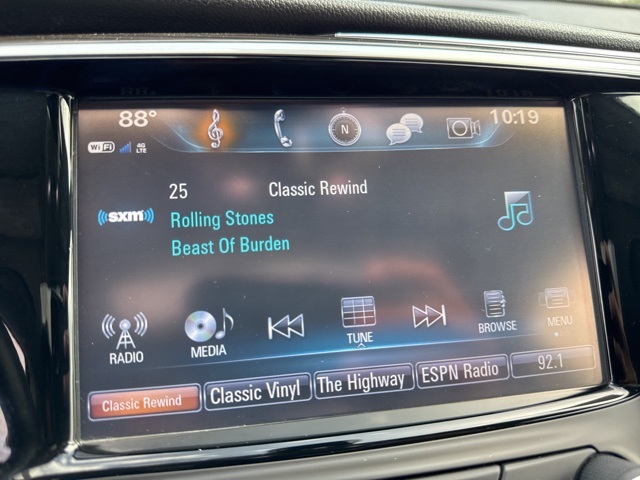 88° 10:19
N
WiFi 4G LTE
25 Classic Rewind
((sxm))
Rolling Stones
Beast Of Burden
RADIO MEDIA TUNE BROWSE MENU
Classic Rewind Classic Vinyl The Highway ESPN Radio 92.1